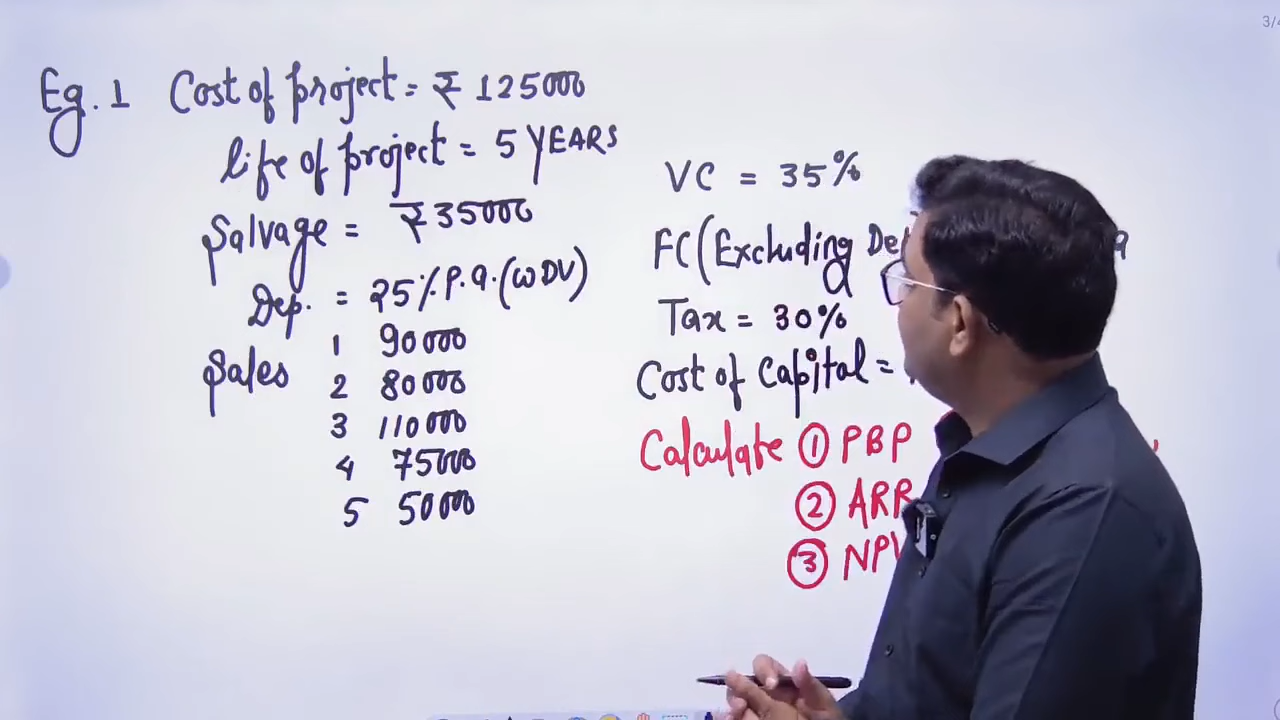 Eg. 1 Cost of project = ₹ 125000
life of project = 5 YEARS
Salvage = ₹35000
Dep. = 25% P.a. (WDV)
Sales
1 90000
2 80000
3 110000
4 75000
5 50000
VC = 35%
FC (Excluding
Tax = 30%
Cost of Capital =
Calculate ① PBP
② ARR
③ NPV
3/4